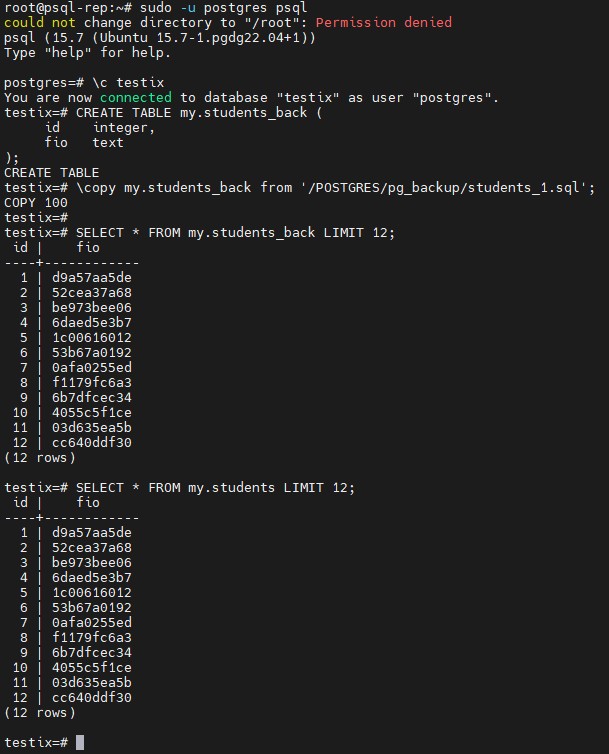 root@psql-rep:~# sudo -u postgres psql
could not change directory to "/root": Permission denied
psql (15.7 (Ubuntu 15.7-1.pgdg22.04+1))
Type "help" for help.

postgres=# \c testix
You are now connected to database "testix" as user "postgres".
testix=# CREATE TABLE my.students_back (
     id    integer,
     fio   text
);
CREATE TABLE
testix=# \copy my.students_back from '/POSTGRES/pg_backup/students_1.sql';
COPY 100
testix=#
testix=# SELECT * FROM my.students_back LIMIT 12;
 id |    fio
----+------------
  1 | d9a57aa5de
  2 | 52cea37a68
  3 | be973bee06
  4 | 6daed5e3b7
  5 | 1c00616012
  6 | 53b67a0192
  7 | 0afa0255ed
  8 | f1179fc6a3
  9 | 6b7dfcec34
 10 | 4055c5f1ce
 11 | 03d635ea5b
 12 | cc640ddf30
(12 rows)

testix=# SELECT * FROM my.students LIMIT 12;
 id |    fio
----+------------
  1 | d9a57aa5de
  2 | 52cea37a68
  3 | be973bee06
  4 | 6daed5e3b7
  5 | 1c00616012
  6 | 53b67a0192
  7 | 0afa0255ed
  8 | f1179fc6a3
  9 | 6b7dfcec34
 10 | 4055c5f1ce
 11 | 03d635ea5b
 12 | cc640ddf30
(12 rows)

testix=#